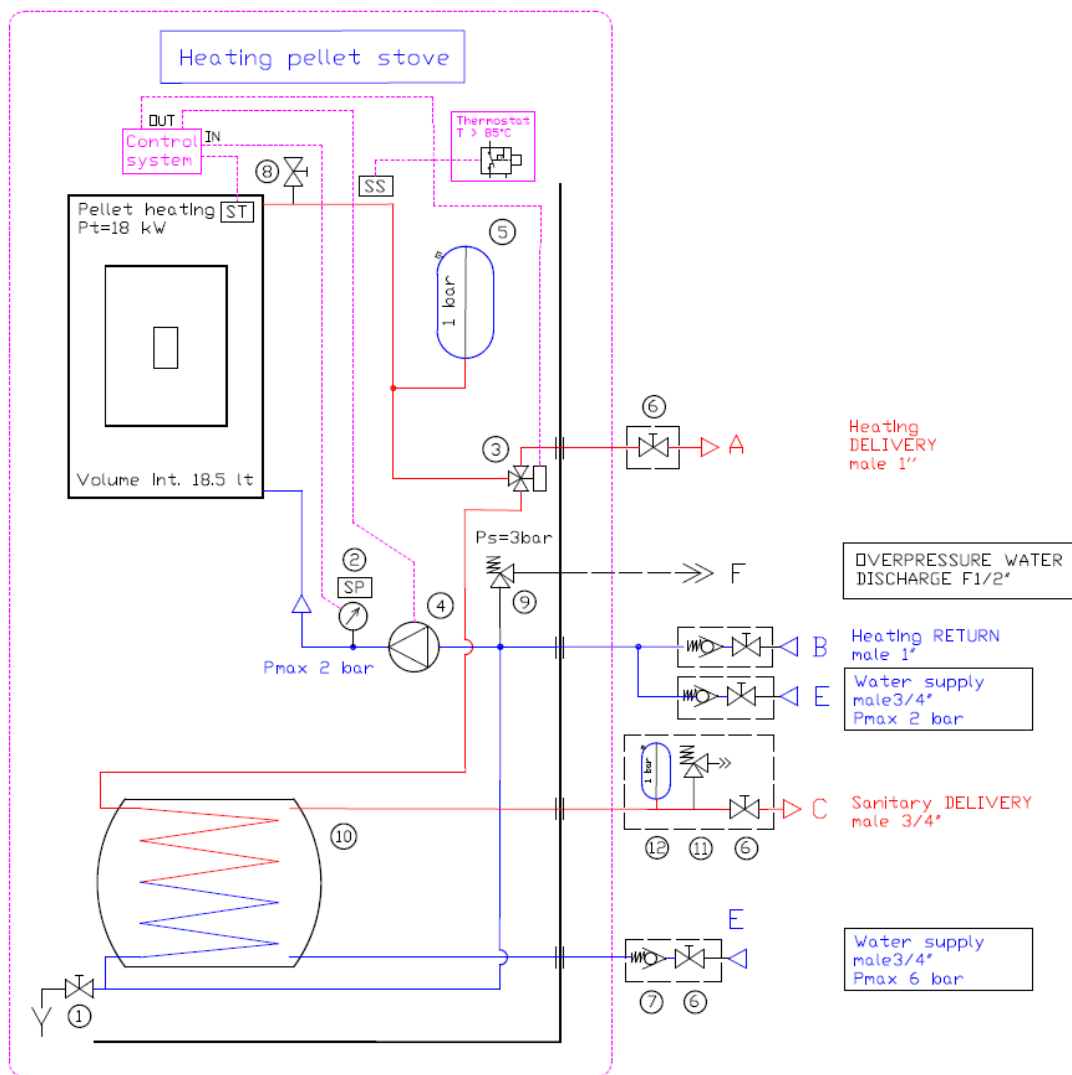 Heating pellet stove
OUT
IN
Control
system
Thermostat
T > 85°C
8
SS
ST
Pellet heating
Pt=18 kW
5
1 bar
6
3
A
Heating
DELIVERY
male 1"
Volume Int. 18.5 lt
Ps=3bar
2
SP
4
9
F
OVERPRESSURE WATER
DISCHARGE F1/2"
Pmax 2 bar
B
Heating RETURN
male 1"
E
Water supply
male3/4"
Pmax 2 bar
1 bar
10
C
Sanitary DELIVERY
male 3/4"
12
11
6
E
Water supply
male3/4"
Pmax 6 bar
7
6
1